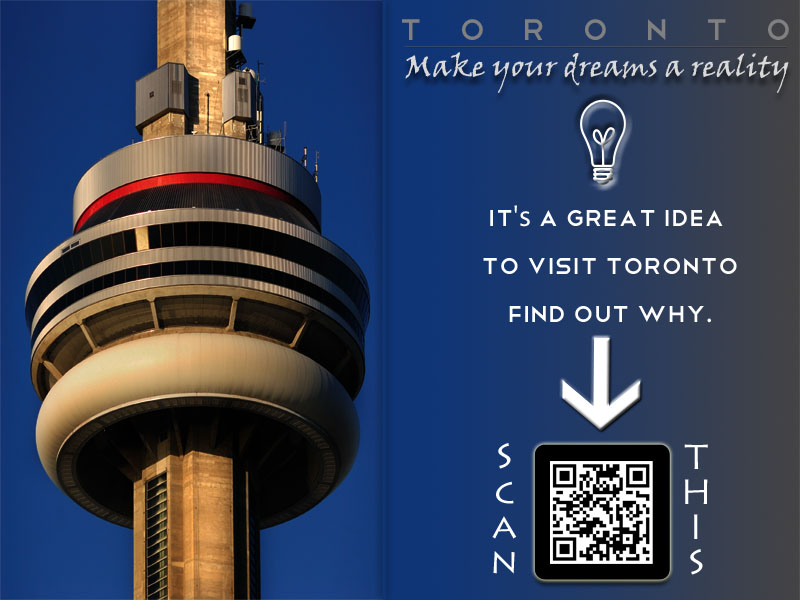 TORONTO
Make your dreams a reality
IT'S A GREAT IDEA
TO VISIT TORONTO
FIND OUT WHY.
SCAN
THIS